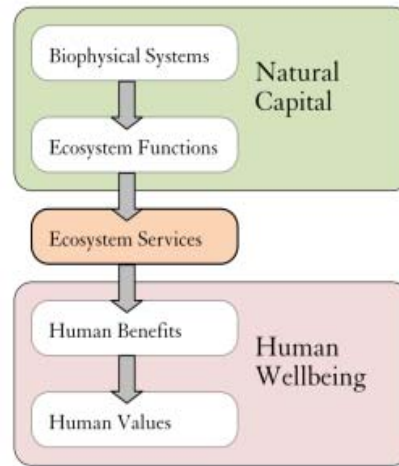 Biophysical Systems
Natural
Capital
Ecosystem Functions
Ecosystem Services
Human Benefits
Human
Wellbeing
Human Values